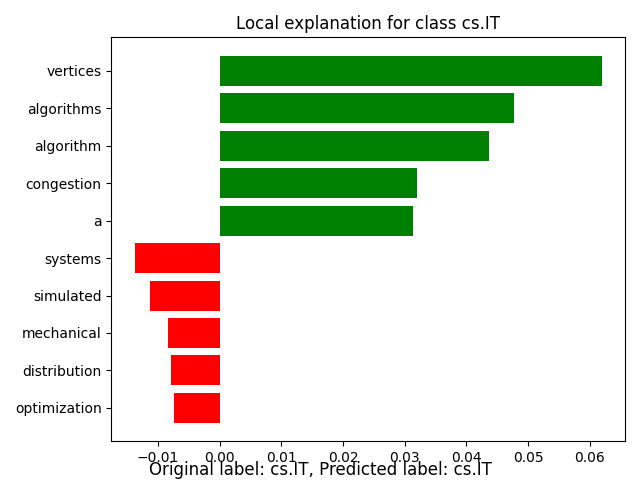 Local explanation for class cs.IT
vertices
algorithms
algorithm
congestion
a
systems
simulated
mechanical
distribution
optimization
−0.01 0.00 0.01 0.02 0.03 0.04 0.05 0.06
Original label: cs.IT, Predicted label: cs.IT